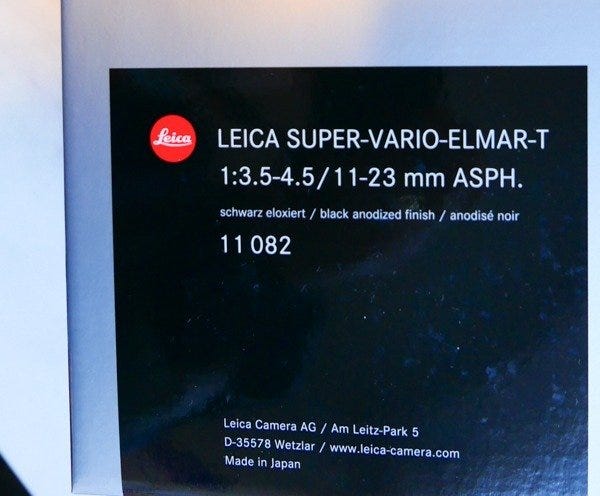 Leica
LEICA SUPER-VARIO-ELMAR-T
1:3.5-4.5/11-23 mm ASPH.
schwarz eloxiert / black anodized finish / anodisé noir
11 082
Leica Camera AG / Am Leitz-Park 5
D-35578 Wetzlar / www.leica-camera.com
Made in Japan